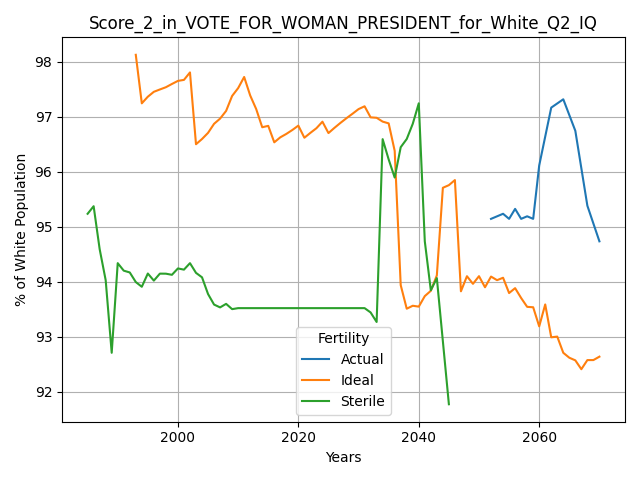 Score_2_in_VOTE_FOR_WOMAN_PRESIDENT_for_White_Q2_IQ
% of White Population
98
97
96
95
94
93
92
Fertility
Actual
Ideal
Sterile
2000
2020
2040
2060
Years